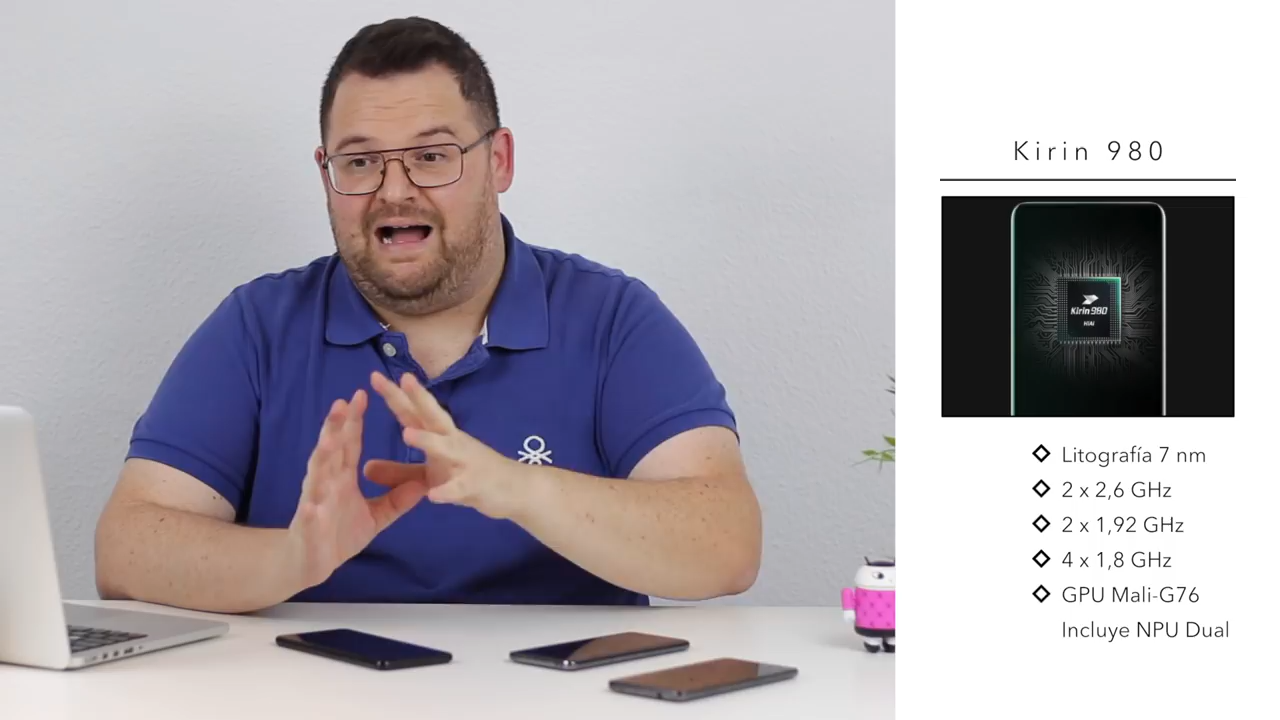 Kirin 980
Kirin 980
HiAi
Litografía 7 nm
2 x 2,6 GHz
2 x 1,92 GHz
4 x 1,8 GHz
GPU Mali-G76
Incluye NPU Dual